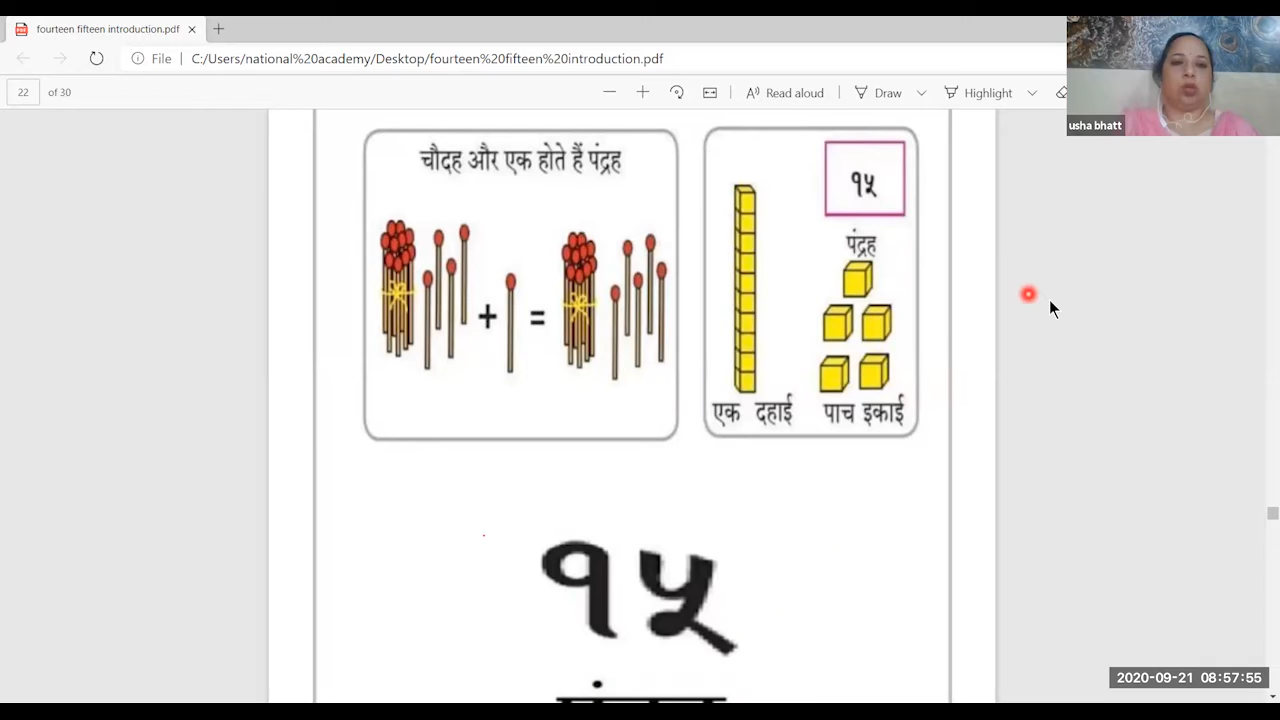 fourteen fifteen introduction.pdf
File
C:/Users/national%20academy/Desktop/fourteen%20fifteen%20introduction.pdf
22 of 30
Read aloud
Draw
Highlight
usha bhatt
चौदह और एक होते हैं पंद्रह
+ =
१५
पंद्रह
एक दहाई
पाच इकाई
१५
2020-09-21 08:57:55